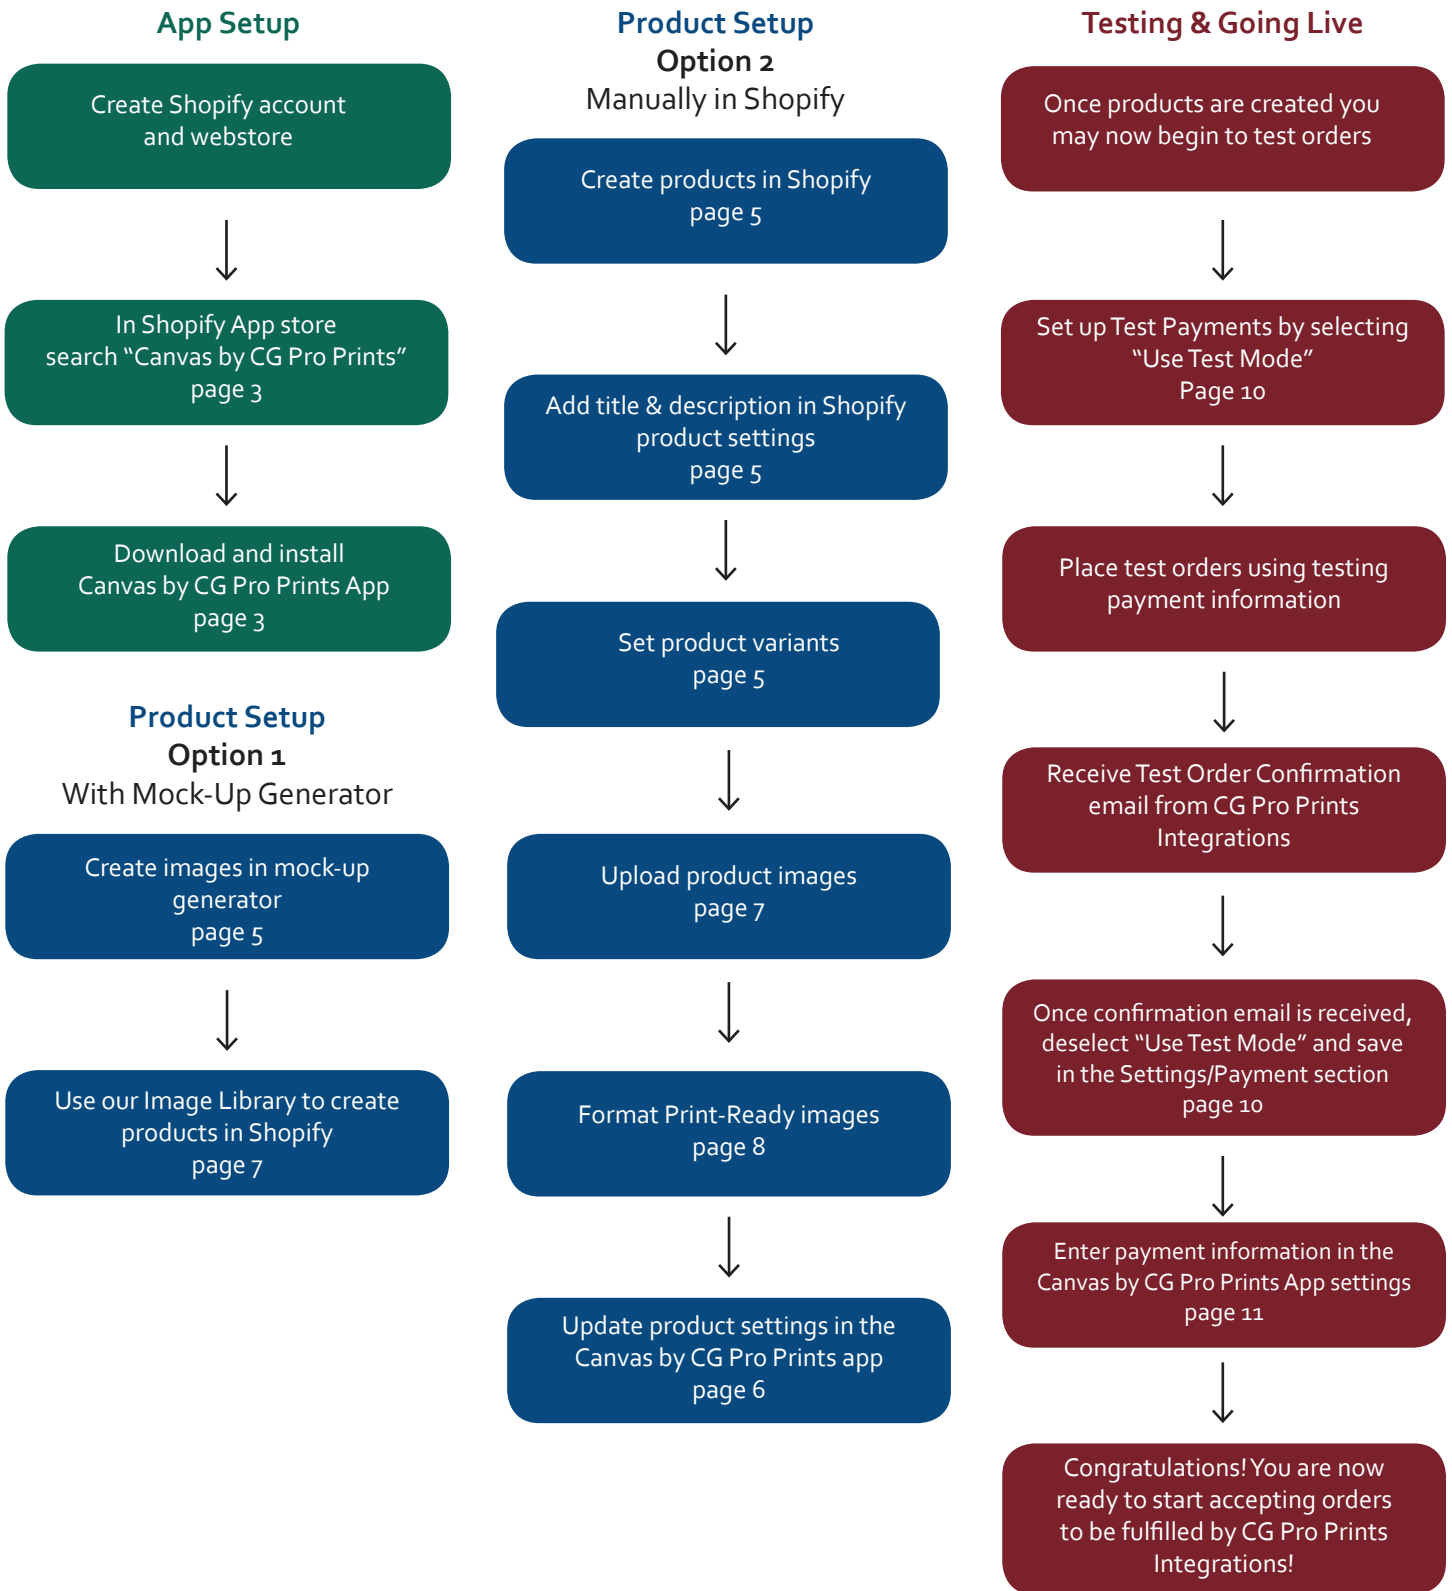 App Setup
Create Shopify account
and webstore
In Shopify App store
search “Canvas by CG Pro Prints”
page 3
Download and install
Canvas by CG Pro Prints App
page 3
Product Setup
Option 1
With Mock-Up Generator
Create images in mock-up
generator
page 5
Use our Image Library to create
products in Shopify
page 7
Product Setup
Option 2
Manually in Shopify
Create products in Shopify
page 5
Add title & description in Shopify
product settings
page 5
Set product variants
page 5
Upload product images
page 7
Format Print-Ready images
page 8
Update product settings in the
Canvas by CG Pro Prints app
page 6
Testing & Going Live
Once products are created you
may now begin to test orders
Set up Test Payments by selecting
“Use Test Mode”
Page 10
Place test orders using testing
payment information
Receive Test Order Confirmation
email from CG Pro Prints
Integrations
Once confirmation email is received,
deselect “Use Test Mode” and save
in the Settings/Payment section
page 10
Enter payment information in the
Canvas by CG Pro Prints App settings
page 11
Congratulations! You are now
ready to start accepting orders
to be fulfilled by CG Pro Prints
Integrations!